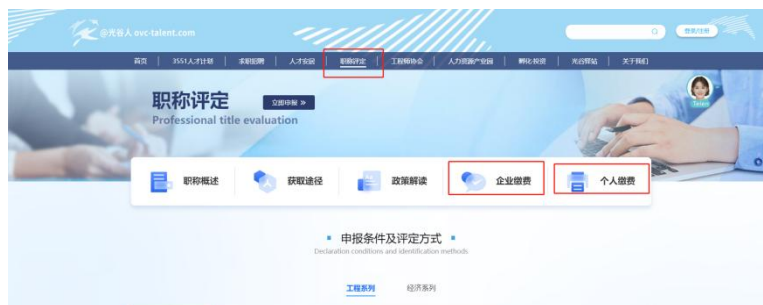 @光谷人 ovc-talent.com
登录/注册
首页 | 3551人才计划 | 求职招聘 | 人才安居 | 职称评定 | 工程师协会 | 人力资源产业园 | 孵化·投资 | 光谷驿站 | 关于我们
职称评定 立即申报 »
Professional title evaluation
Talent
职称概述 获取途径 政策解读 企业缴费 个人缴费
申报条件及评定方式
Declaration conditions and identification methods
工程系列 经济系列